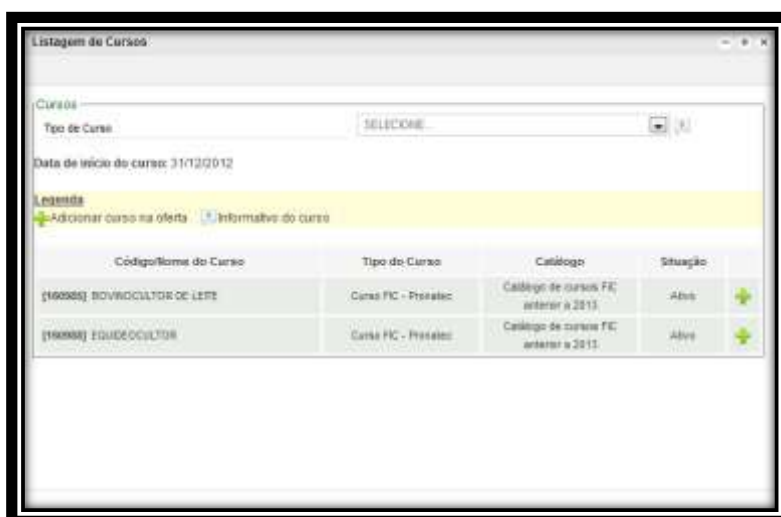 Listagem de Cursos
Cursos
Tipo de Curso SELECIONE...
Data de início do curso: 31/12/2012
Legenda
Adicionar curso na oferta Informativo do curso
Código/Nome do Curso Tipo do Curso Catálogo Situação
BOVINOCULTOR DE LEITE Curso FIC - Pronatec Catálogo de cursos FIC anterior a 2013 Ativo
EQUIDEOCULTOR Curso FIC - Pronatec Catálogo de cursos FIC anterior a 2013 Ativo